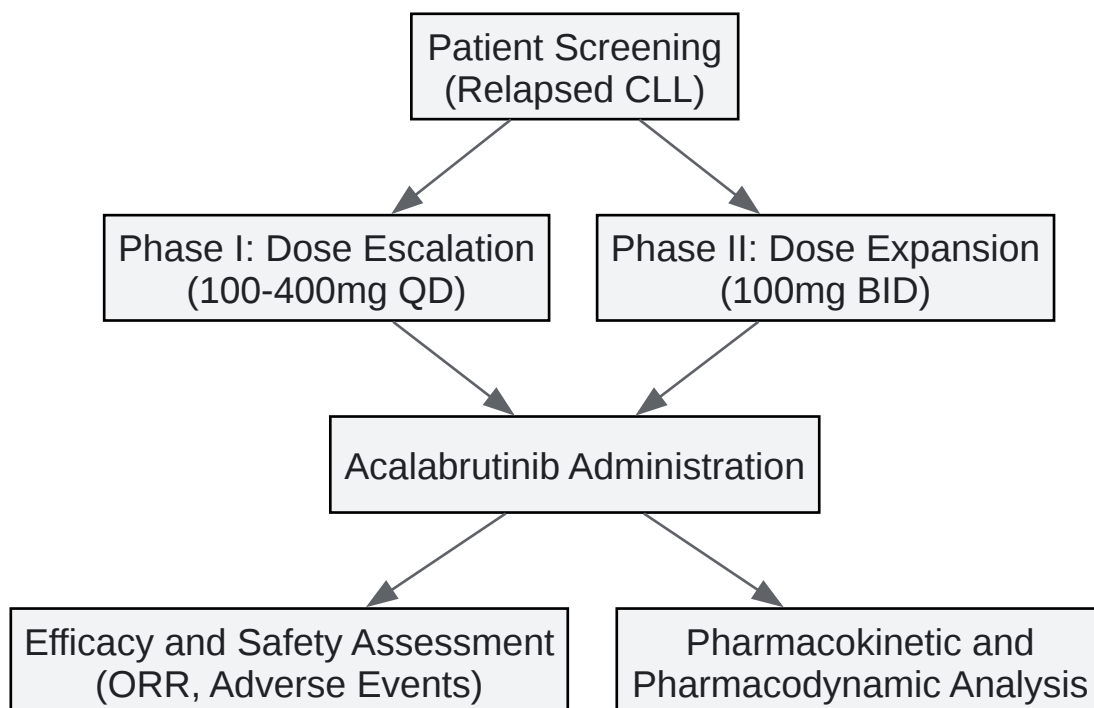 Patient Screening
(Relapsed CLL)
Phase I: Dose Escalation
(100-400mg QD)
Phase II: Dose Expansion
(100mg BID)
Acalabrutinib Administration
Efficacy and Safety Assessment
(ORR, Adverse Events)
Pharmacokinetic and
Pharmacodynamic Analysis